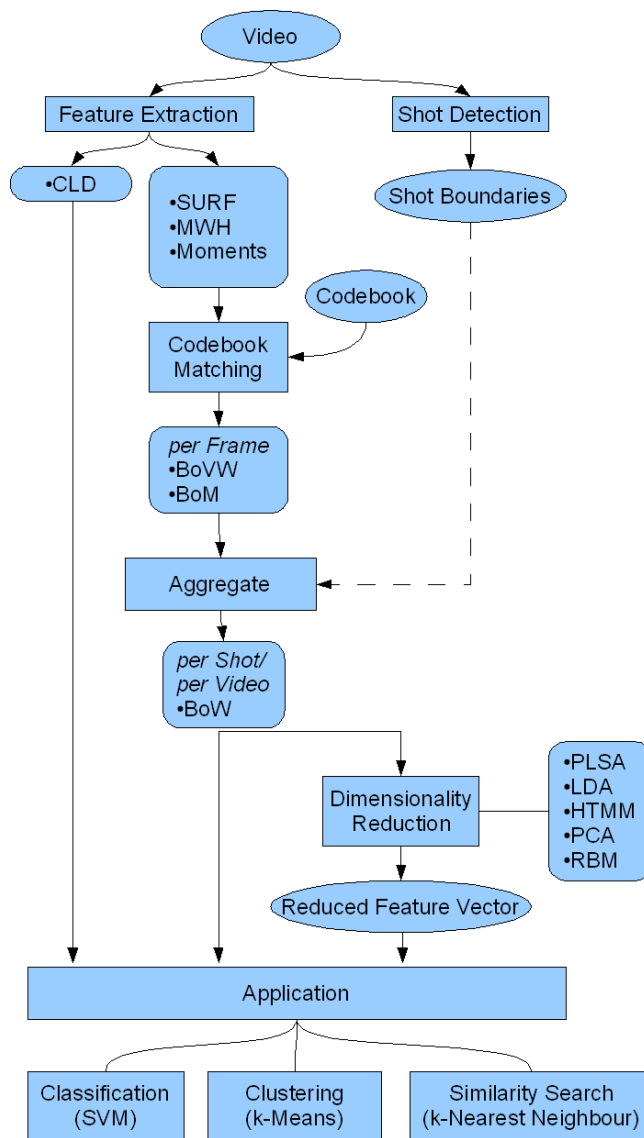 Video
Feature Extraction
Shot Detection
•CLD
•SURF
•MWH
•Moments
Shot Boundaries
Codebook
Codebook
Matching
per Frame
•BoVW
•BoM
Aggregate
per Shot/
per Video
•BoW
Dimensionality
Reduction
•PLSA
•LDA
•HTMM
•PCA
•RBM
Reduced Feature Vector
Application
Classification
(SVM)
Clustering
(k-Means)
Similarity Search
(k-Nearest Neighbour)